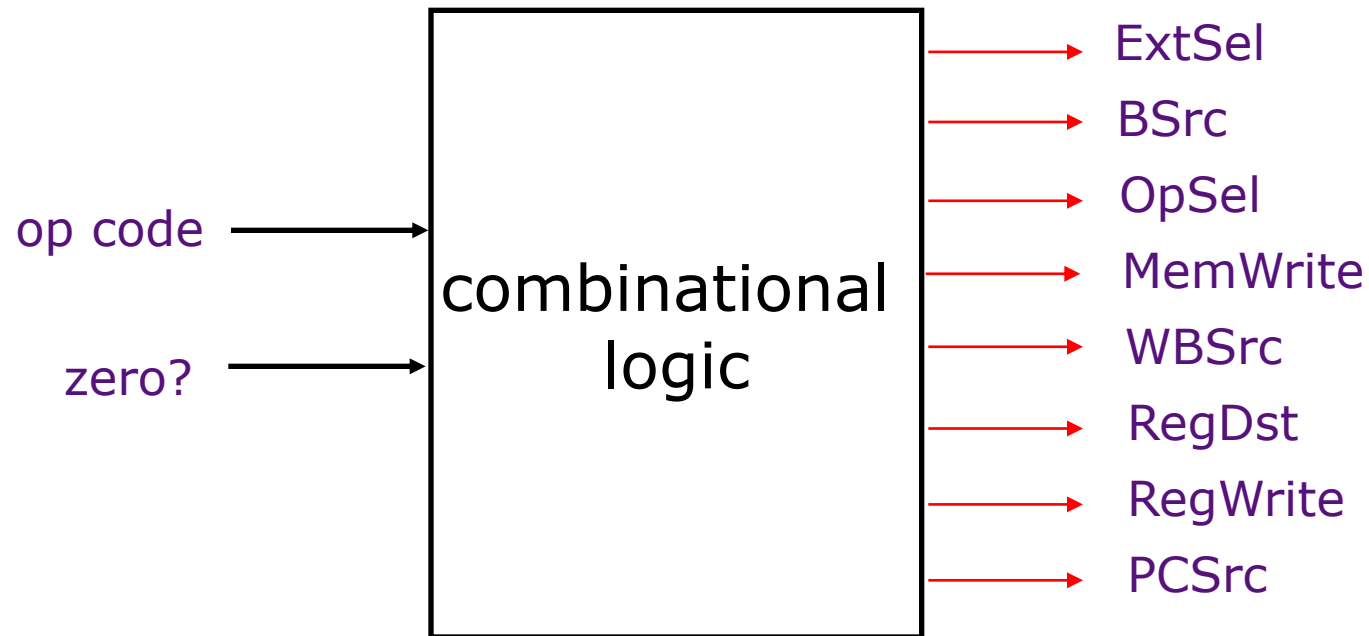 op code
zero?
combinational
logic
ExtSel
BSrc
OpSel
MemWrite
WBSrc
RegDst
RegWrite
PCSrc